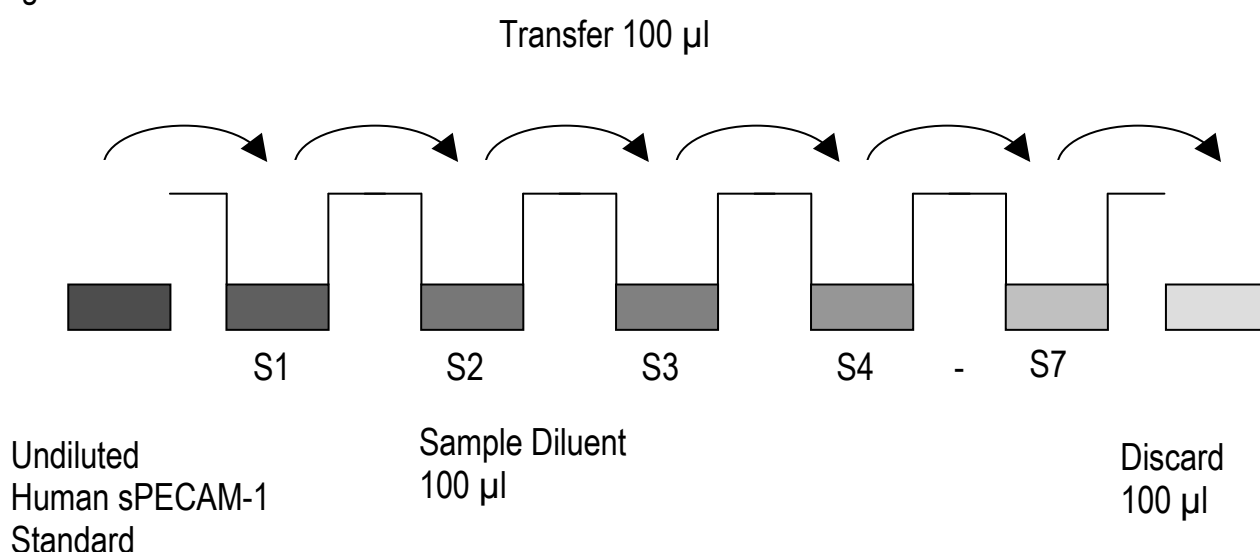 Transfer 100 µl
S1 S2 S3 S4 - S7
Undiluted
Human sPECAM-1
Standard
Sample Diluent
100 µl
Discard
100 µl